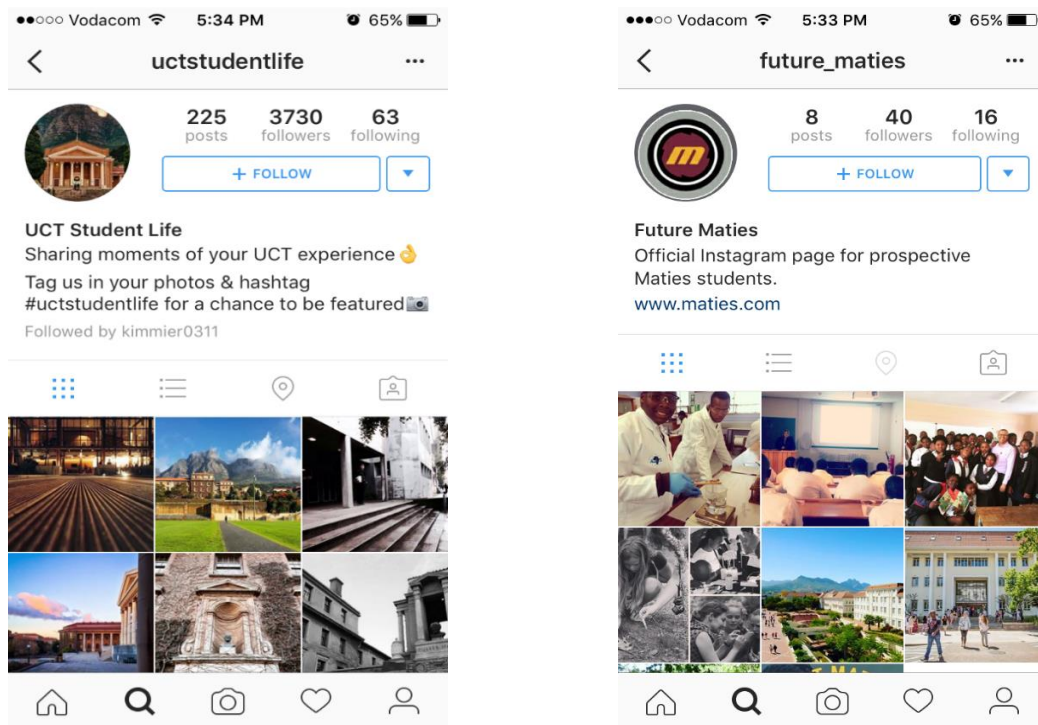 Vodacom 5:34 PM 65%
uctstudentlife
225 3730 63
posts followers following
+ FOLLOW
UCT Student Life
Sharing moments of your UCT experience👌
Tag us in your photos & hashtag
#uctstudentlife for a chance to be featured📷
Followed by kimmier0311
Vodacom 5:33 PM 65%
future_maties
8 40 16
posts followers following
+ FOLLOW
m
Future Maties
Official Instagram page for prospective
Maties students.
www.maties.com